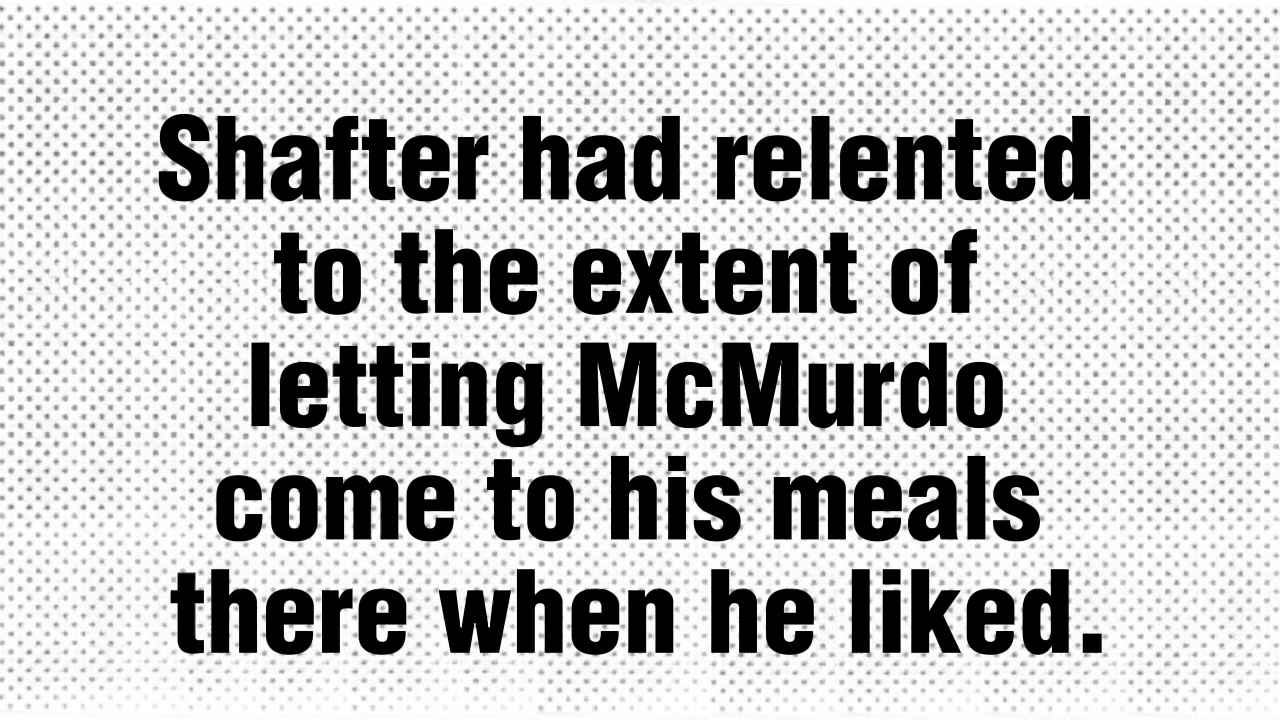 Shafter had relented
to the extent of
letting McMurdo
come to his meals
there when he liked.